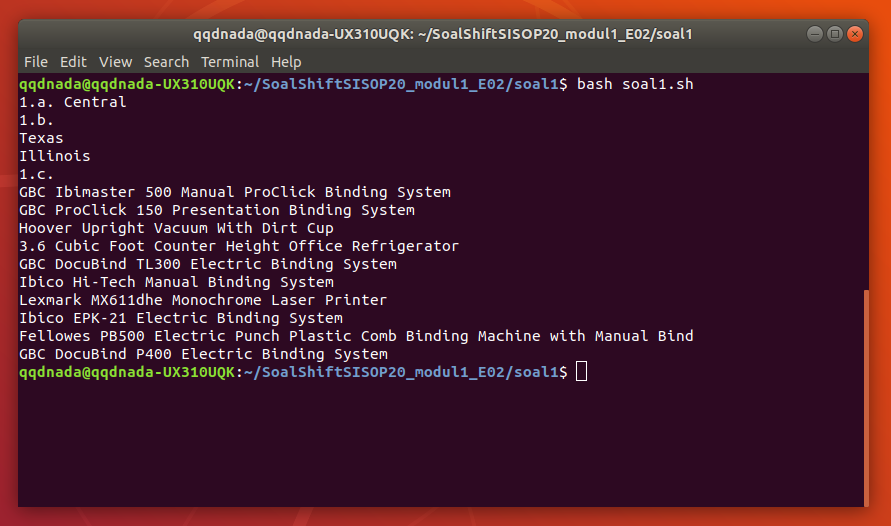 qqdnada@qqdnada-UX310UQK: ~/SoalShiftSISOP20_modul1_E02/soal1
File Edit View Search Terminal Help
qqdnada@qqdnada-UX310UQK:~/SoalShiftSISOP20_modul1_E02/soal1$ bash soal1.sh
1.a. Central
1.b.
Texas
Illinois
1.c.
GBC Ibimaster 500 Manual ProClick Binding System
GBC ProClick 150 Presentation Binding System
Hoover Upright Vacuum With Dirt Cup
3.6 Cubic Foot Counter Height Office Refrigerator
GBC DocuBind TL300 Electric Binding System
Ibico Hi-Tech Manual Binding System
Lexmark MX611dhe Monochrome Laser Printer
Ibico EPK-21 Electric Binding System
Fellowes PB500 Electric Punch Plastic Comb Binding Machine with Manual Bind
GBC DocuBind P400 Electric Binding System
qqdnada@qqdnada-UX310UQK:~/SoalShiftSISOP20_modul1_E02/soal1$